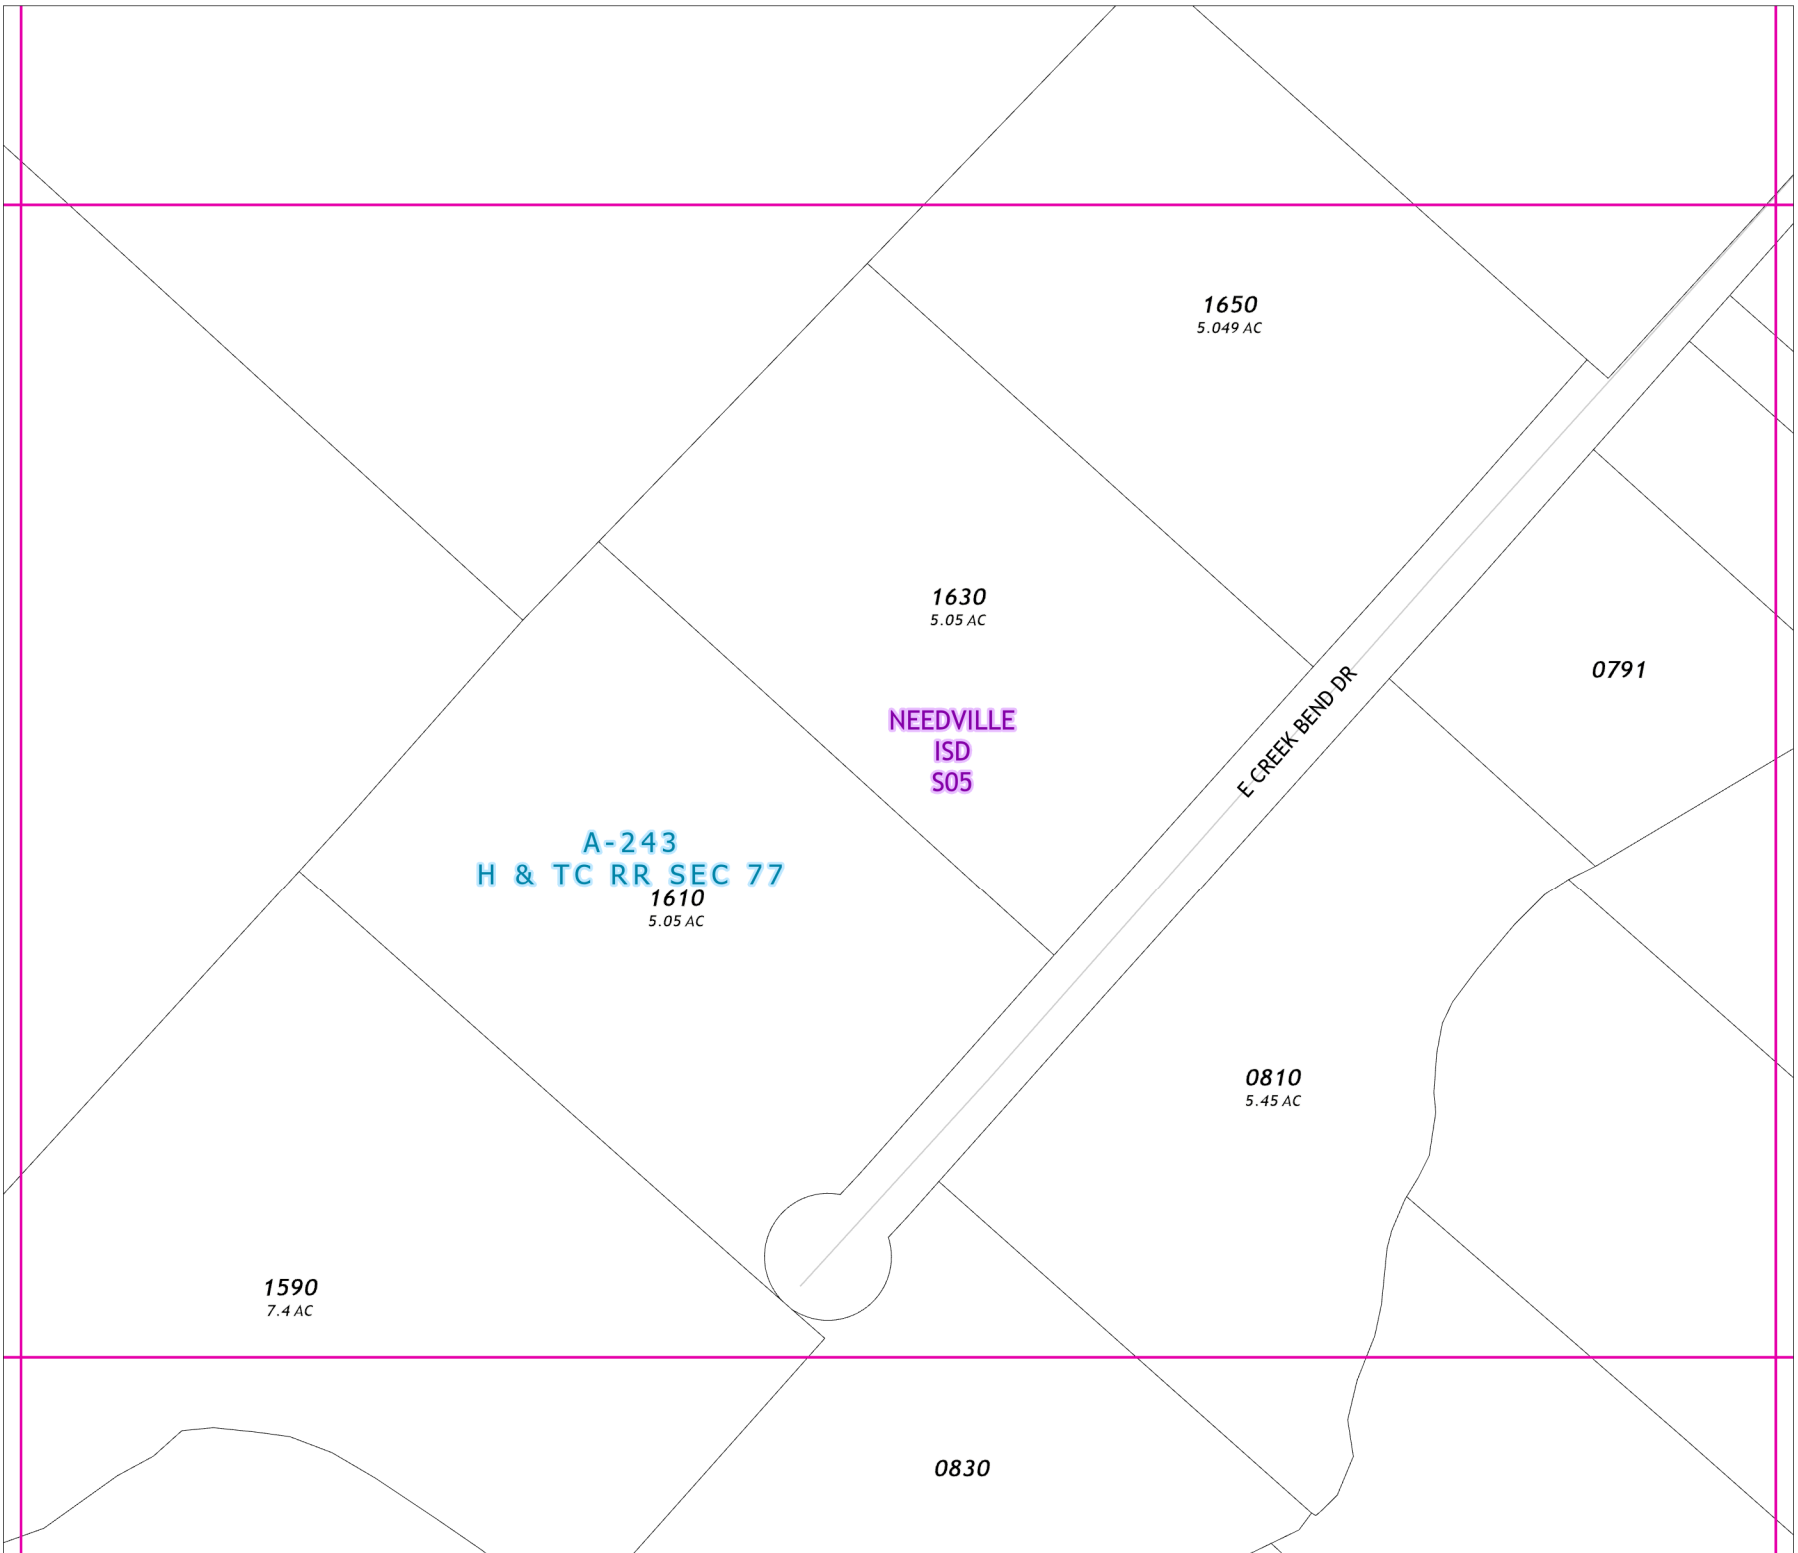 1650
5.049 AC
1630
5.05 AC
0791
NEEDVILLE
ISD
S05
E CREEK BEND DR
A-243
H & TC RR SEC 77
1610
5.05 AC
0810
5.45 AC
1590
7.4 AC
0830